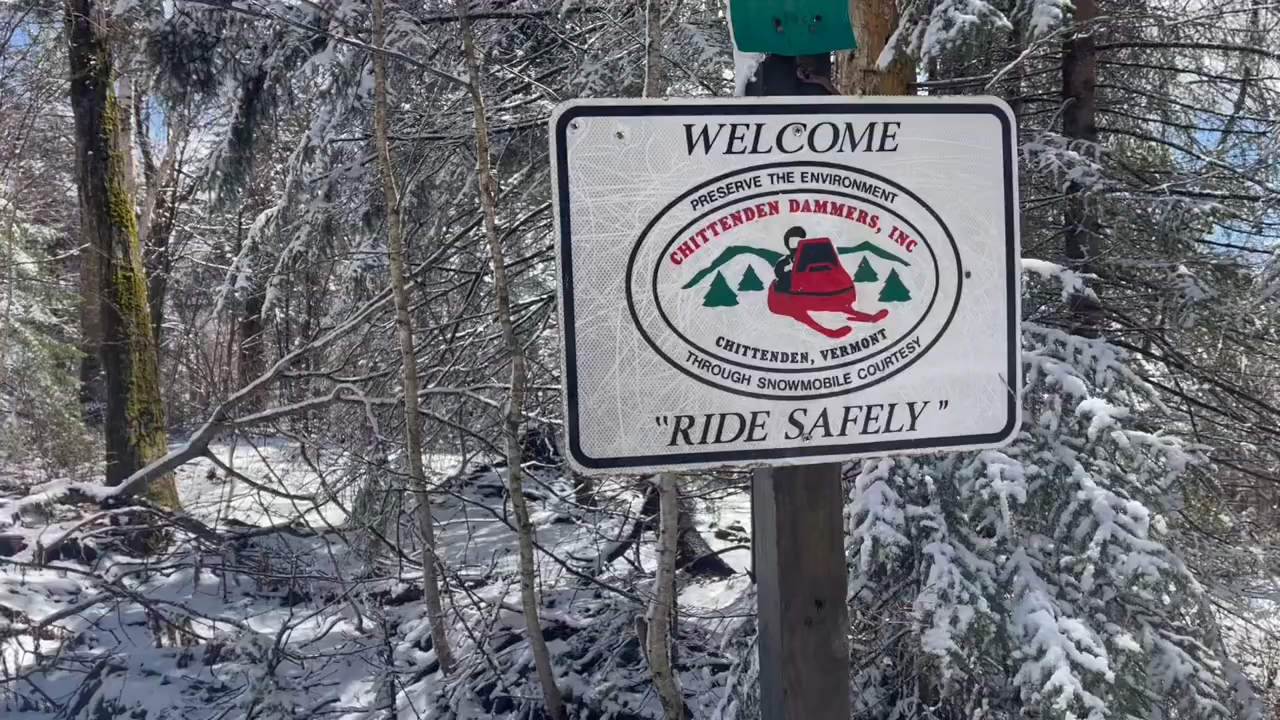 WELCOME
PRESERVE THE ENVIRONMENT
CHITTENDEN DAMMERS, INC
CHITTENDEN, VERMONT
THROUGH SNOWMOBILE COURTESY
"RIDE SAFELY"